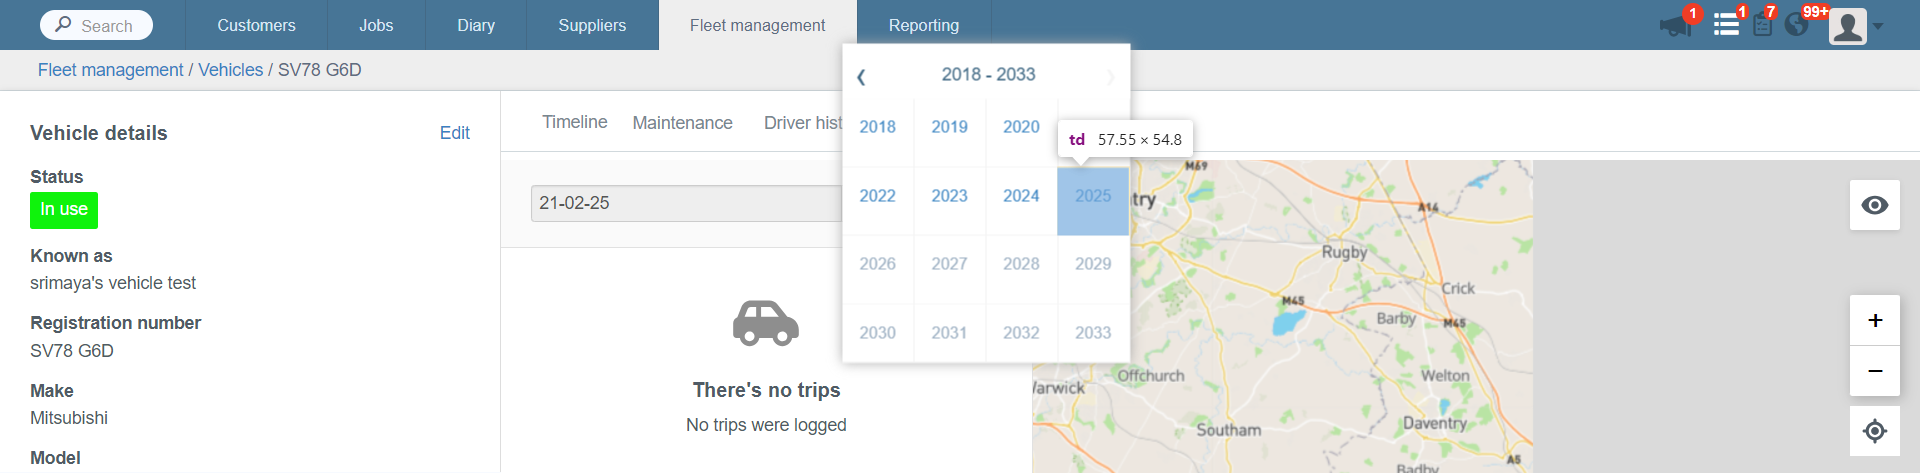 Search
Customers
Jobs
Diary
Suppliers
Fleet management
Reporting
1
1
7
99+
Fleet management / Vehicles / SV78 G6D
Vehicle details
Edit
Status
In use
Known as
srimaya's vehicle test
Registration number
SV78 G6D
Make
Mitsubishi
Model
Timeline
Maintenance
Driver hist
21-02-25
There's no trips
No trips were logged
2018 - 2033
2018 2019 2020
td 57.55 × 54.8
2022 2023 2024 2025
2026 2027 2028 2029
2030 2031 2032 2033
M69
try
A14
Rugby
Crick
M45
Barby
M45
Offchurch
Welton
arwick
Southam
Daventry
A5
Badby
+
−